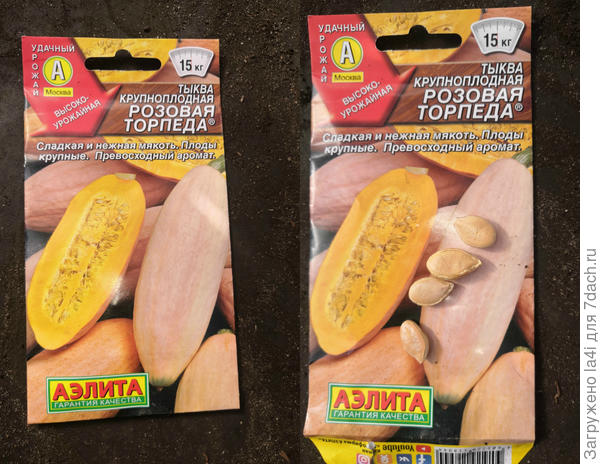 УДАЧНЫЙ
УРОЖАЙ
А
Москва
15 кг
ВЫСОКО-
УРОЖАЙНАЯ
ТЫКВА
КРУПНОПЛОДНАЯ
РОЗОВАЯ
ТОРПЕДА®
Сладкая и нежная мякоть. Плоды
крупные. Превосходный аромат.
АЭЛИТА
ГАРАНТИЯ КАЧЕСТВА
УДАЧНЫЙ
УРОЖАЙ
А
Москва
15 кг
ВЫСОКО-
УРОЖАЙНАЯ
ТЫКВА
КРУПНОПЛОДНАЯ
РОЗОВАЯ
ТОРПЕДА®
Сладкая и нежная мякоть. Плоды
крупные. Превосходный аромат.
АЭЛИТА
ГАРАНТИЯ КАЧЕСТВА
YouTube
Загружено la4i для 7dach.ru